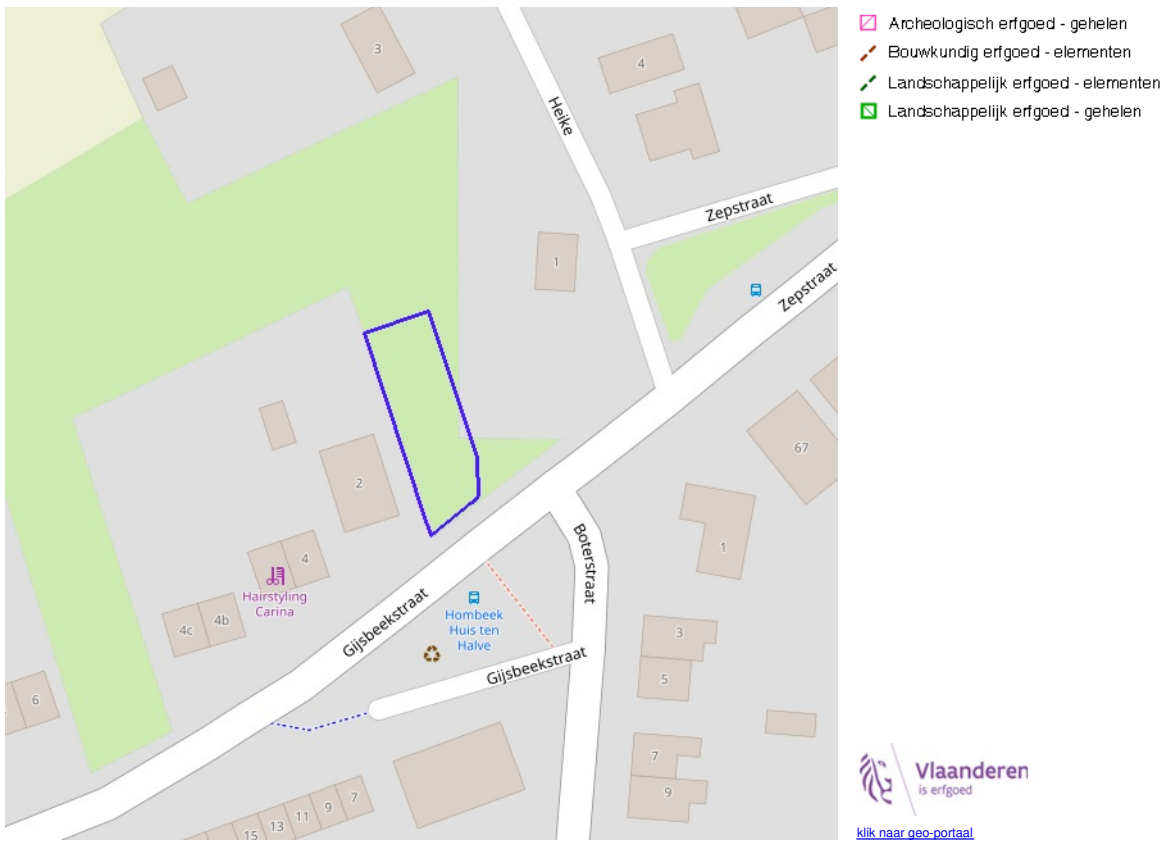 3
4
Heike
Zepstraat
1
Zepstraat
67
2
4
Hairstyling
Carina
4c
4b
6
Gijsbeekstraat
Hombeek
Huis ten
Halve
Gijsbeekstraat
Boterstraat
1
3
5
7
9
15
13
11
9
7
Archeologisch erfgoed - gehelen
Bouwkundig erfgoed - elementen
Landschappelijk erfgoed - elementen
Landschappelijk erfgoed - gehelen
Vlaanderen
is erfgoed
klik naar geo-portaal